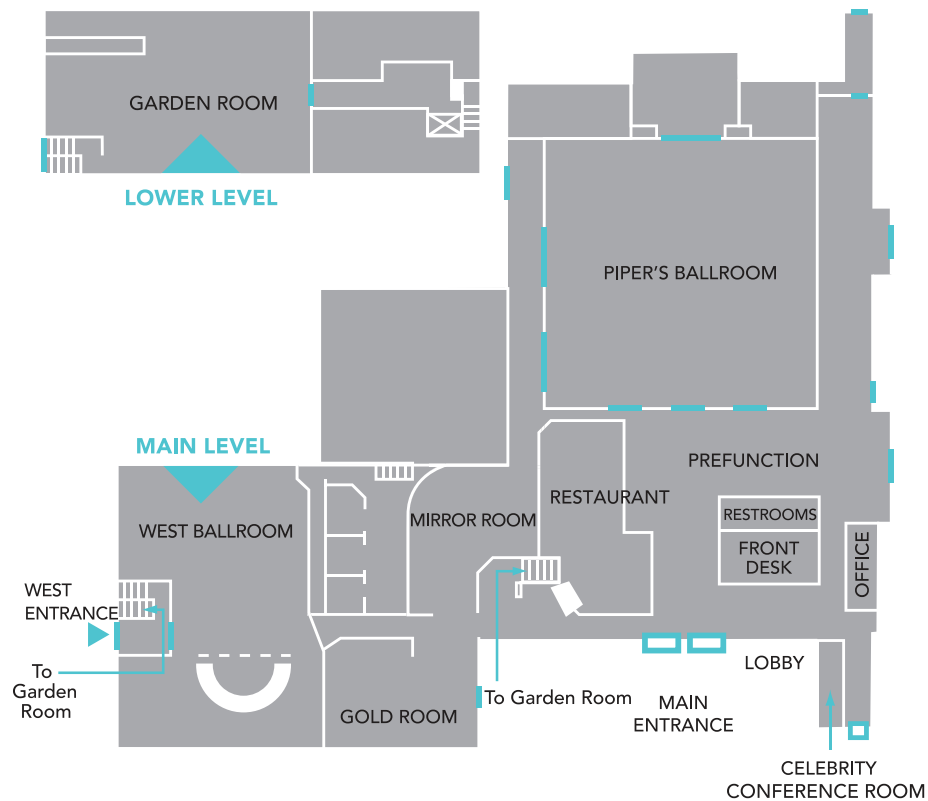 GARDEN ROOM
LOWER LEVEL
PIPER'S BALLROOM
MAIN LEVEL
PREFUNCTION
RESTAURANT
RESTROOMS
MIRROR ROOM
WEST BALLROOM
FRONT
DESK
OFFICE
WEST
ENTRANCE
To
Garden
Room
LOBBY
To Garden Room
GOLD ROOM
MAIN
ENTRANCE
CELEBRITY
CONFERENCE ROOM